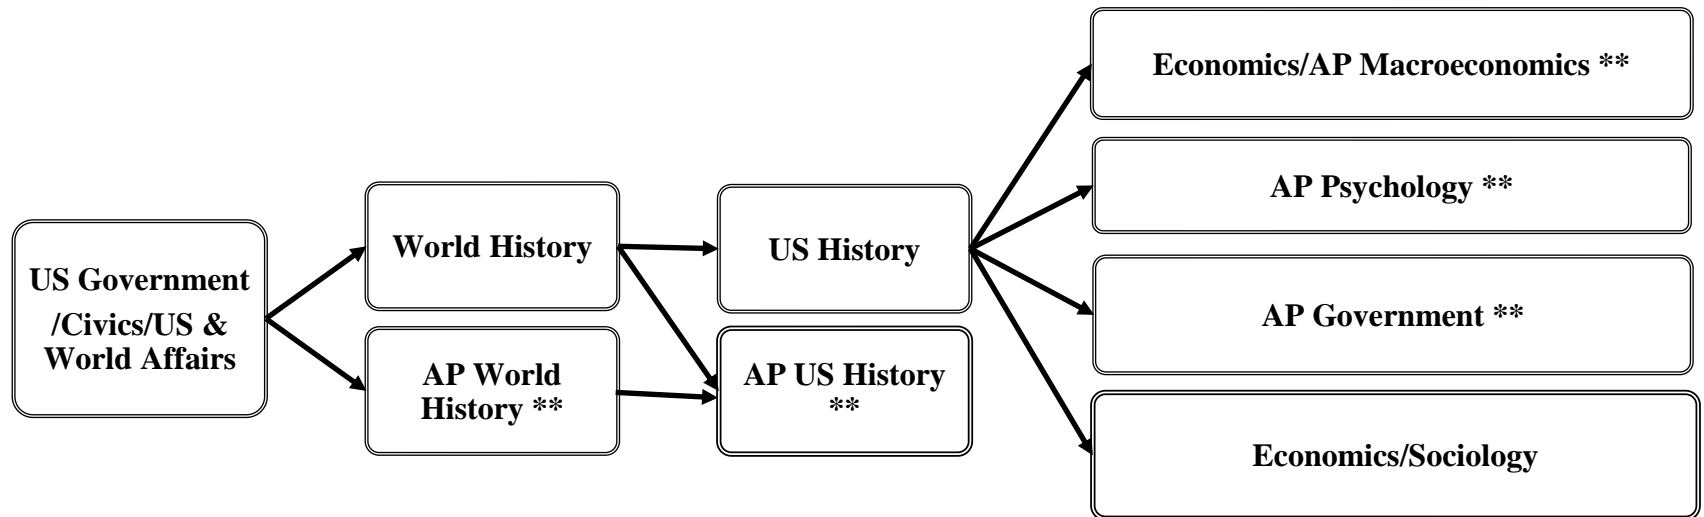 US Government
/Civics/US &
World Affairs
World History
AP World
History **
US History
AP US History
**
Economics/AP Macroeconomics **
AP Psychology **
AP Government **
Economics/Sociology